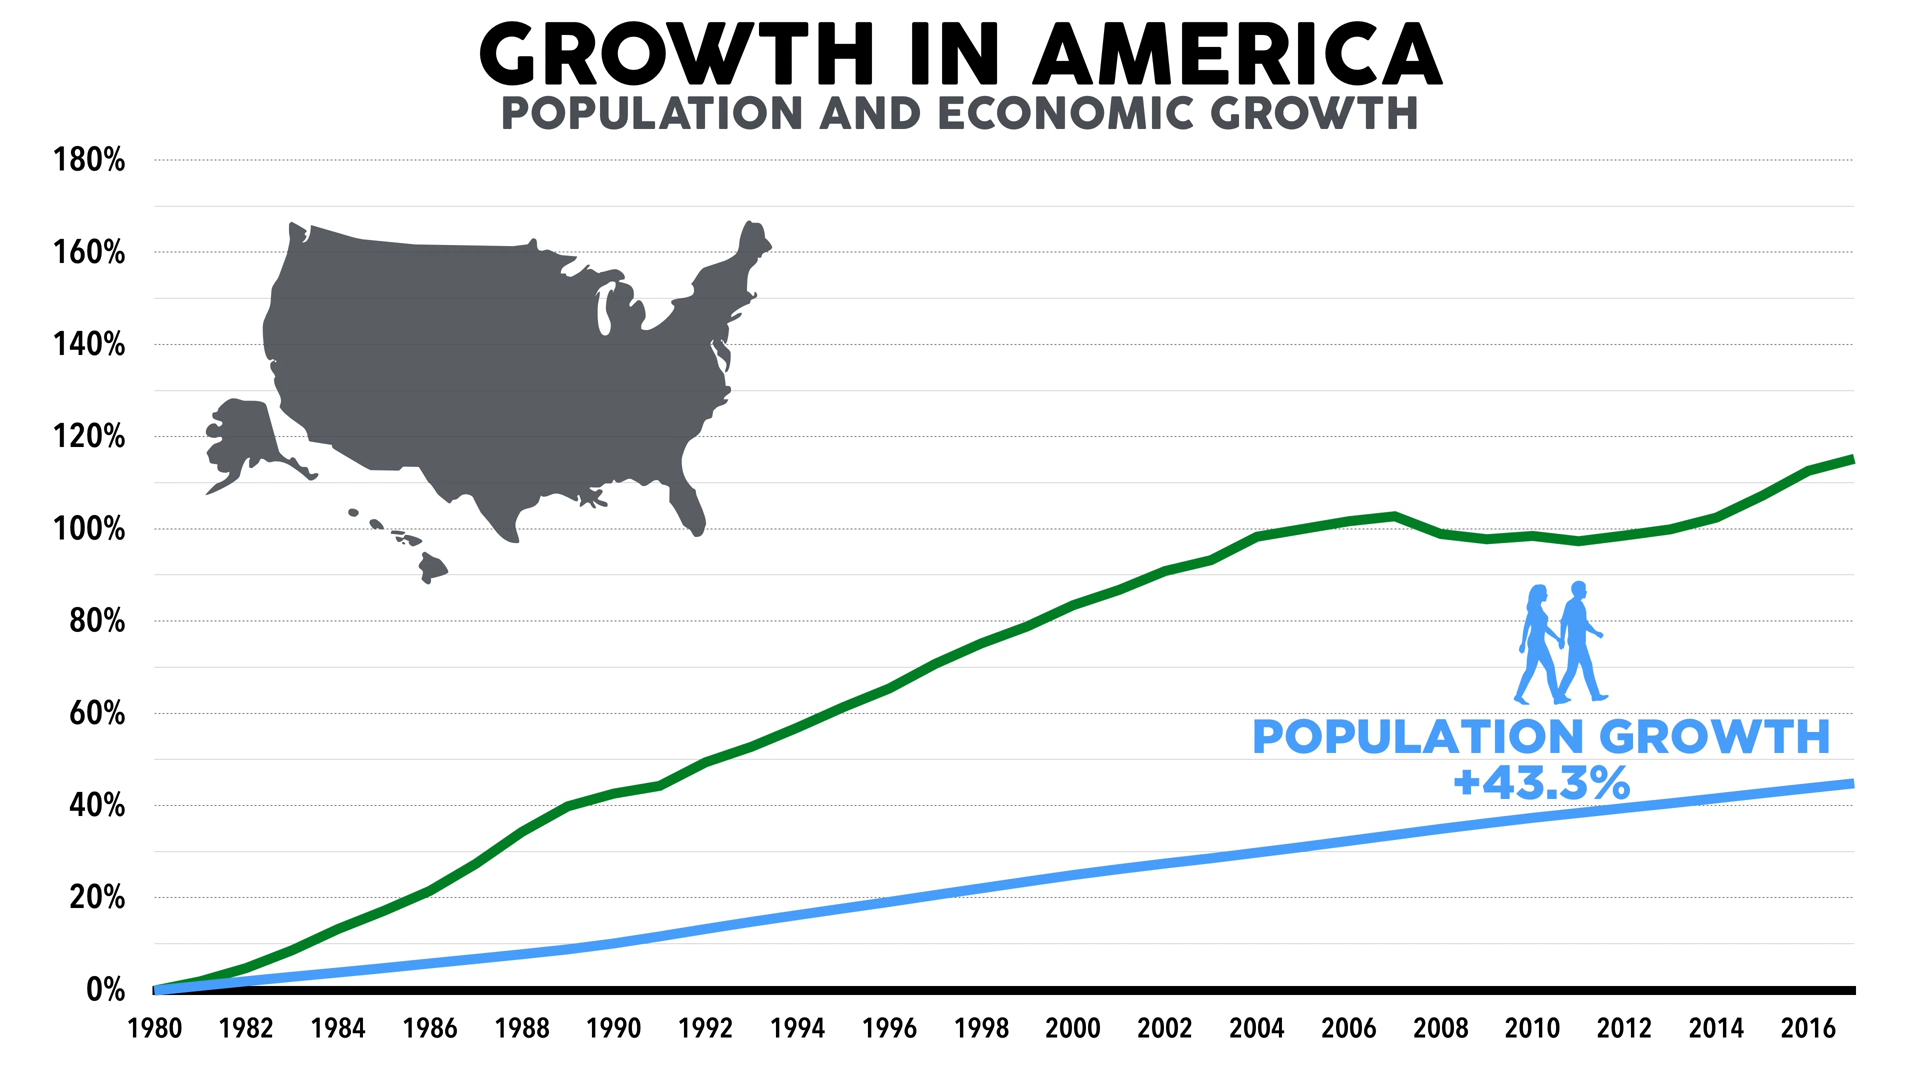 GROWTH IN AMERICA
POPULATION AND ECONOMIC GROWTH
180%
160%
140%
120%
100%
80%
60%
40%
20%
0%
POPULATION GROWTH
+43.3%
1980 1982 1984 1986 1988 1990 1992 1994 1996 1998 2000 2002 2004 2006 2008 2010 2012 2014 2016